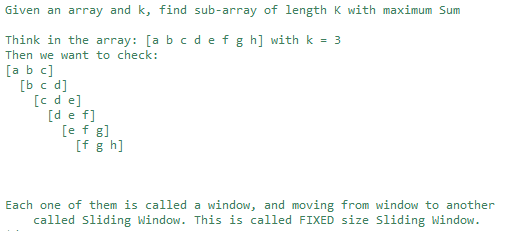 Given an array and k, find sub-array of length K with maximum Sum
Think in the array: [a b c d e f g h] with k = 3
Then we want to check:
[a b c]
[b c d]
[c d e]
[d e f]
[e f g]
[f g h]
Each one of them is called a window, and moving from window to another
called Sliding Window. This is called FIXED size Sliding Window.